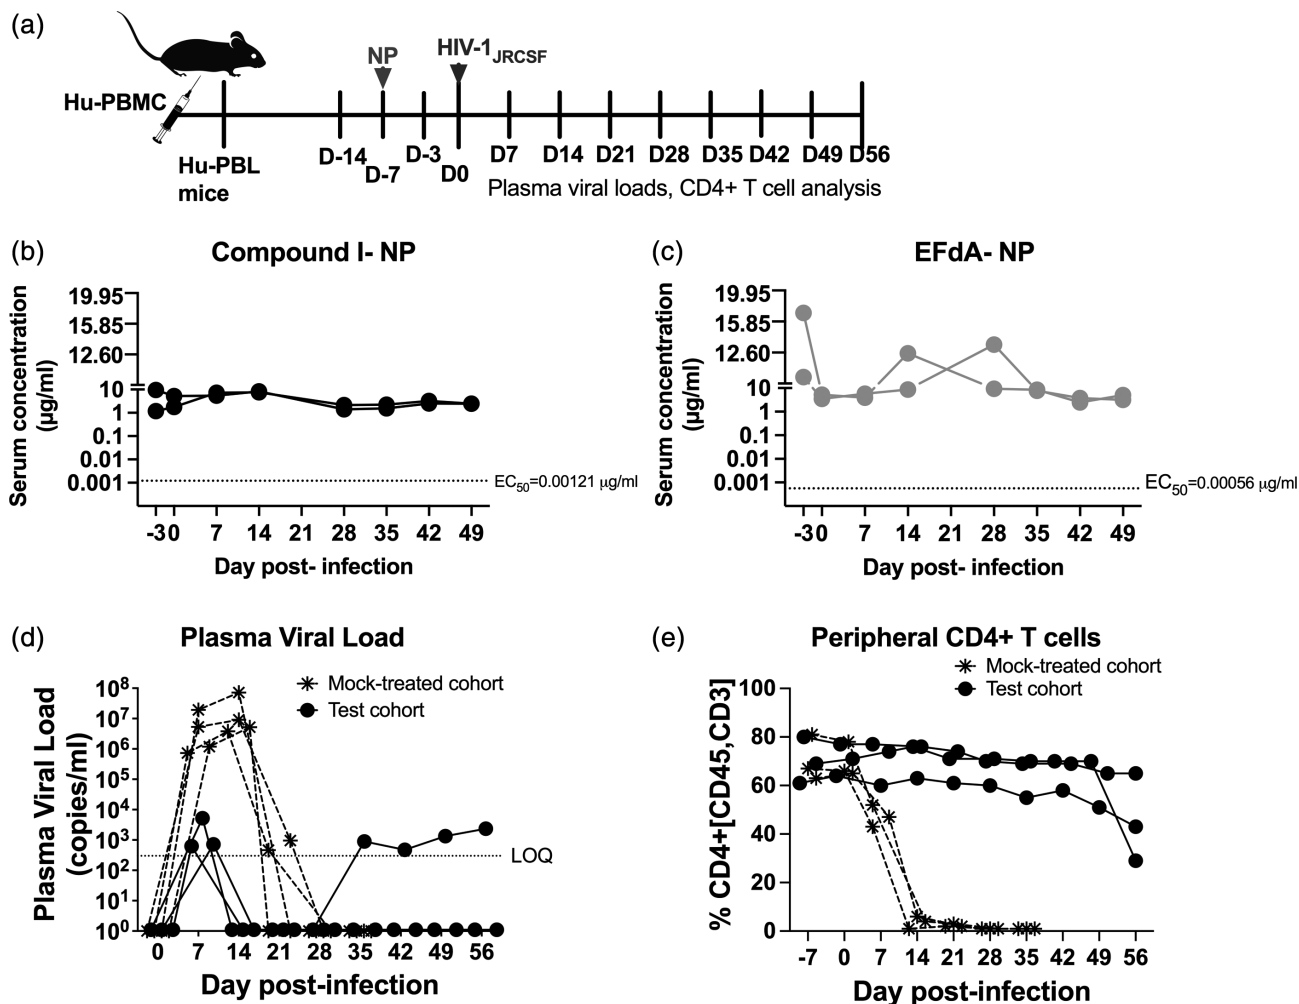 (a)
NP
HIV-1JRCSF
Hu-PBMC
Hu-PBL
mice
D-14
D-7
D-3
D0
D7
D14
D21
D28
D35
D42
D49
D56
Plasma viral loads, CD4+ T cell analysis
(b)
Compound I- NP
Serum concentration
(µg/ml)
19.95
15.85
12.60
10
1
0.1
0.01
0.001
EC50=0.00121 µg/ml
-3
0
7
14
21
28
35
42
49
Day post- infection
(c)
EFdA- NP
Serum concentration
(µg/ml)
19.95
15.85
12.60
10
1
0.1
0.01
0.001
EC50=0.00056 µg/ml
-3
0
7
14
21
28
35
42
49
Day post- infection
(d)
Plasma Viral Load
Mock-treated cohort
Test cohort
Plasma Viral Load
(copies/ml)
10^8
10^7
10^6
10^5
10^4
10^3
10^2
10^1
10^0
LOQ
0
7
14
21
28
35
42
49
56
Day post-infection
(e)
Peripheral CD4+ T cells
Mock-treated cohort
Test cohort
% CD4+[CD45,CD3]
100
80
60
40
20
0
-7
0
7
14
21
28
35
42
49
56
Day post-infection